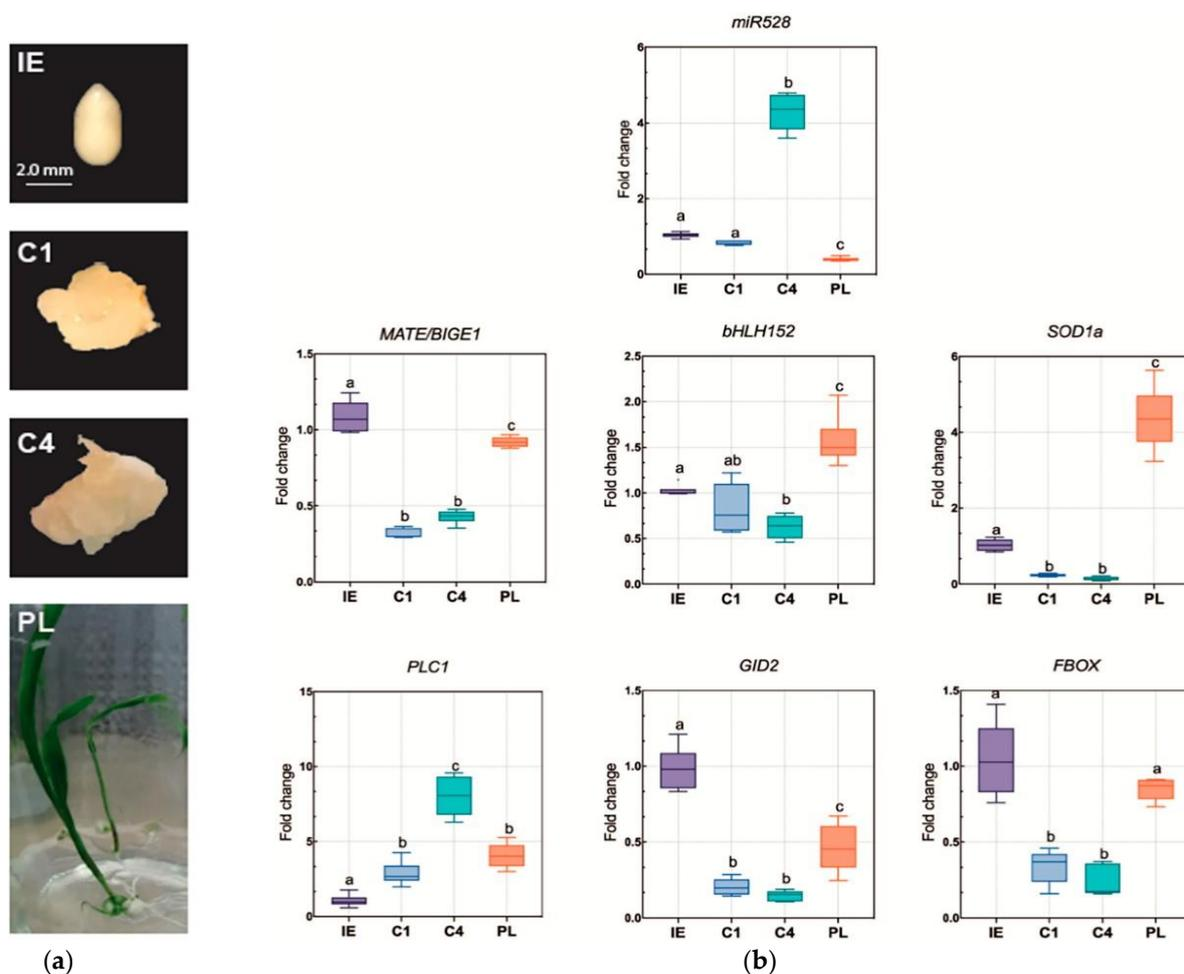 IE
2.0 mm
C1
C4
PL
(a)
miR528
Fold change
6
4
2
0
a
a
b
c
IE C1 C4 PL
MATE/BIGE1
Fold change
1.5
1.0
0.5
0.0
a
b
b
c
IE C1 C4 PL
bHLH152
Fold change
2.5
2.0
1.5
1.0
0.5
0.0
a
ab
b
c
IE C1 C4 PL
SOD1a
Fold change
6
4
2
0
a
b
b
c
IE C1 C4 PL
PLC1
Fold change
15
10
5
0
a
b
c
b
IE C1 C4 PL
GID2
Fold change
1.5
1.0
0.5
0.0
a
b
b
c
IE C1 C4 PL
FBOX
Fold change
1.5
1.0
0.5
0.0
a
b
b
a
IE C1 C4 PL
(b)